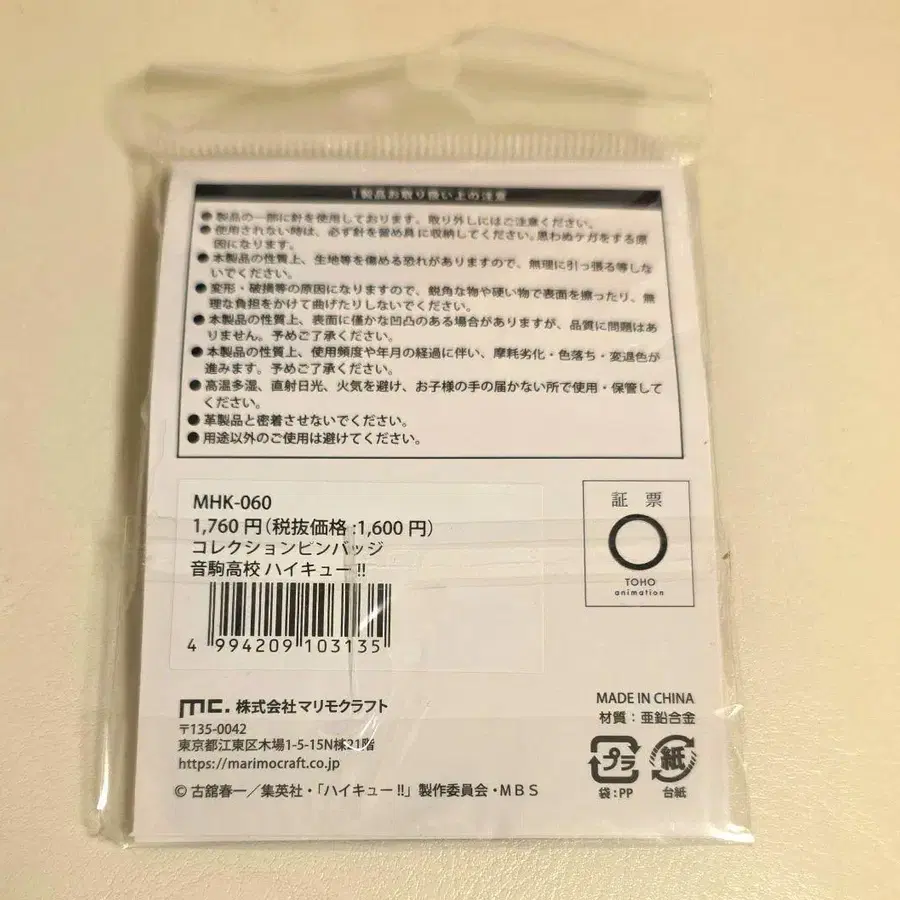 ！製品お取り扱い上の注意
●製品の一部に針を使用しております。取り外しにはご注意ください。
●使用されない時は、必ず針を留め具に収納してください。思わぬケガをする原
因になります。
●本製品の性質上、生地等を傷める恐れがありますので、無理に引っ張る等しな
いでください。
●変形・破損等の原因になりますので、鋭角な物や硬い物で表面を擦ったり、無
理な負担をかけて曲げたりしないでください。
●本製品の性質上、表面に僅かな凹凸のある場合がありますが、品質に問題はあ
りません。予めご了承ください。
●本製品の性質上、使用頻度や年月の経過に伴い、摩耗劣化・色落ち・変退色が
進みます。予めご了承ください。
●高温多湿、直射日光、火気を避け、お子様の手の届かない所で使用・保管して
ください。
●革製品と密着させないでください。
●用途以外のご使用は避けてください。
MHK-060
1,760 円（税抜価格:1,600 円）
コレクションピンバッジ
音駒高校 ハイキュー!!
4 994209 103135
証 票
TOHO
animation
mc. 株式会社マリモクラフト
〒135-0042
東京都江東区木場1-5-15N棟21階
https://marimocraft.co.jp
© 古舘春一／集英社・「ハイキュー!!」製作委員会・MBS
MADE IN CHINA
材質：亜鉛合金
プラ 紙
袋：PP 台紙